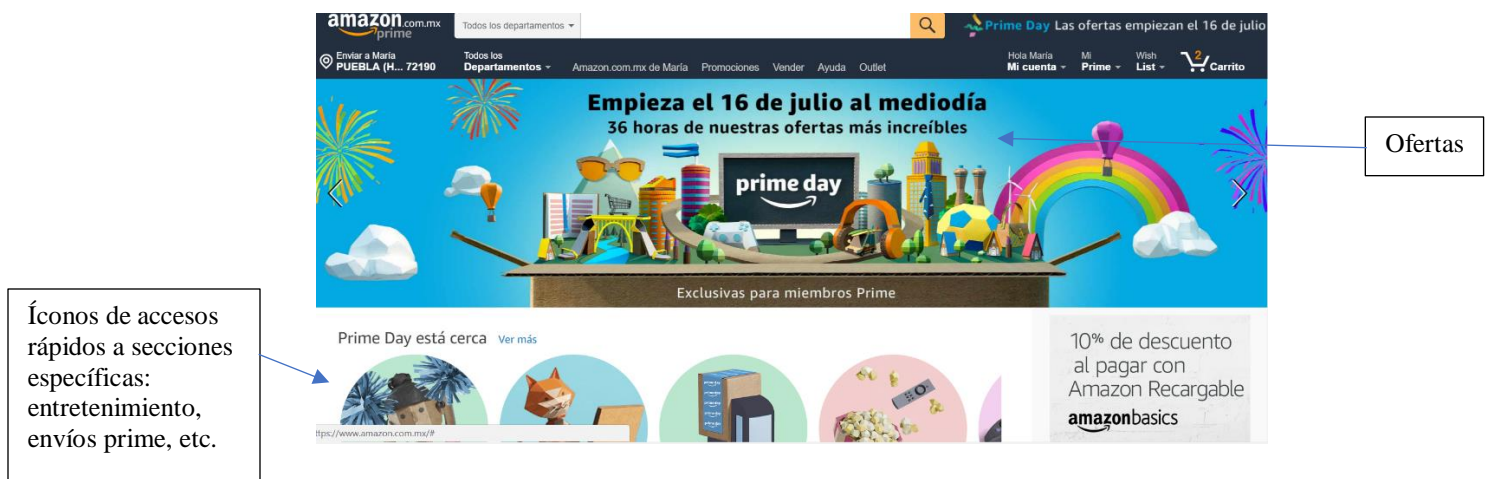 amazon.com.mx
prime
Todos los departamentos
Prime Day Las ofertas empiezan el 16 de julio
Enviar a María
PUEBLA (H... 72190
Todos los
Departamentos
Amazon.com.mx de María Promociones Vender Ayuda Outlet
Hola María
Mi cuenta
Mi
Prime
Wish
List
2
Carrito
Empieza el 16 de julio al mediodía
36 horas de nuestras ofertas más increíbles
prime day
Exclusivas para miembros Prime
Ofertas
Íconos de accesos
rápidos a secciones
específicas:
entretenimiento,
envíos prime, etc.
Prime Day está cerca Ver más
prime day
ttps://www.amazon.com.mx/#
10% de descuento
al pagar con
Amazon Recargable
amazonbasics